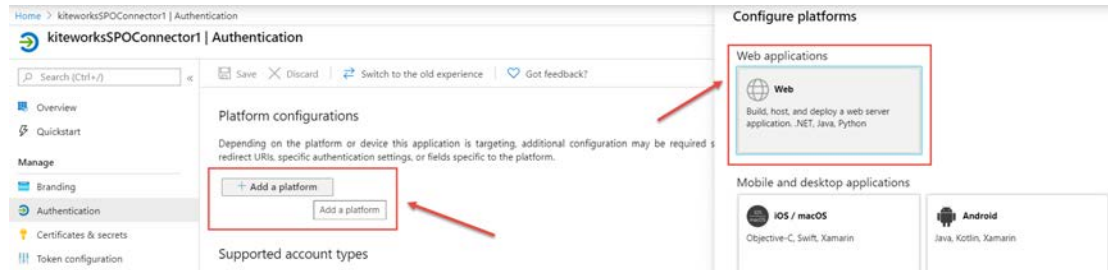 Home > kiteworksSPOConnector1 | Authentication
kiteworksSPOConnector1 | Authentication
Search (Ctrl+/)
«
Save
Discard
Switch to the old experience
Got feedback?
Overview
Quickstart
Manage
Branding
Authentication
Certificates & secrets
Token configuration
Platform configurations
Depending on the platform or device this application is targeting, additional configuration may be required s
redirect URIs, specific authentication settings, or fields specific to the platform.
+ Add a platform
Add a platform
Supported account types
Configure platforms
Web applications
Web
Build, host, and deploy a web server
application. .NET, Java, Python
Mobile and desktop applications
iOS / macOS
Objective-C, Swift, Xamarin
Android
Java, Kotlin, Xamarin